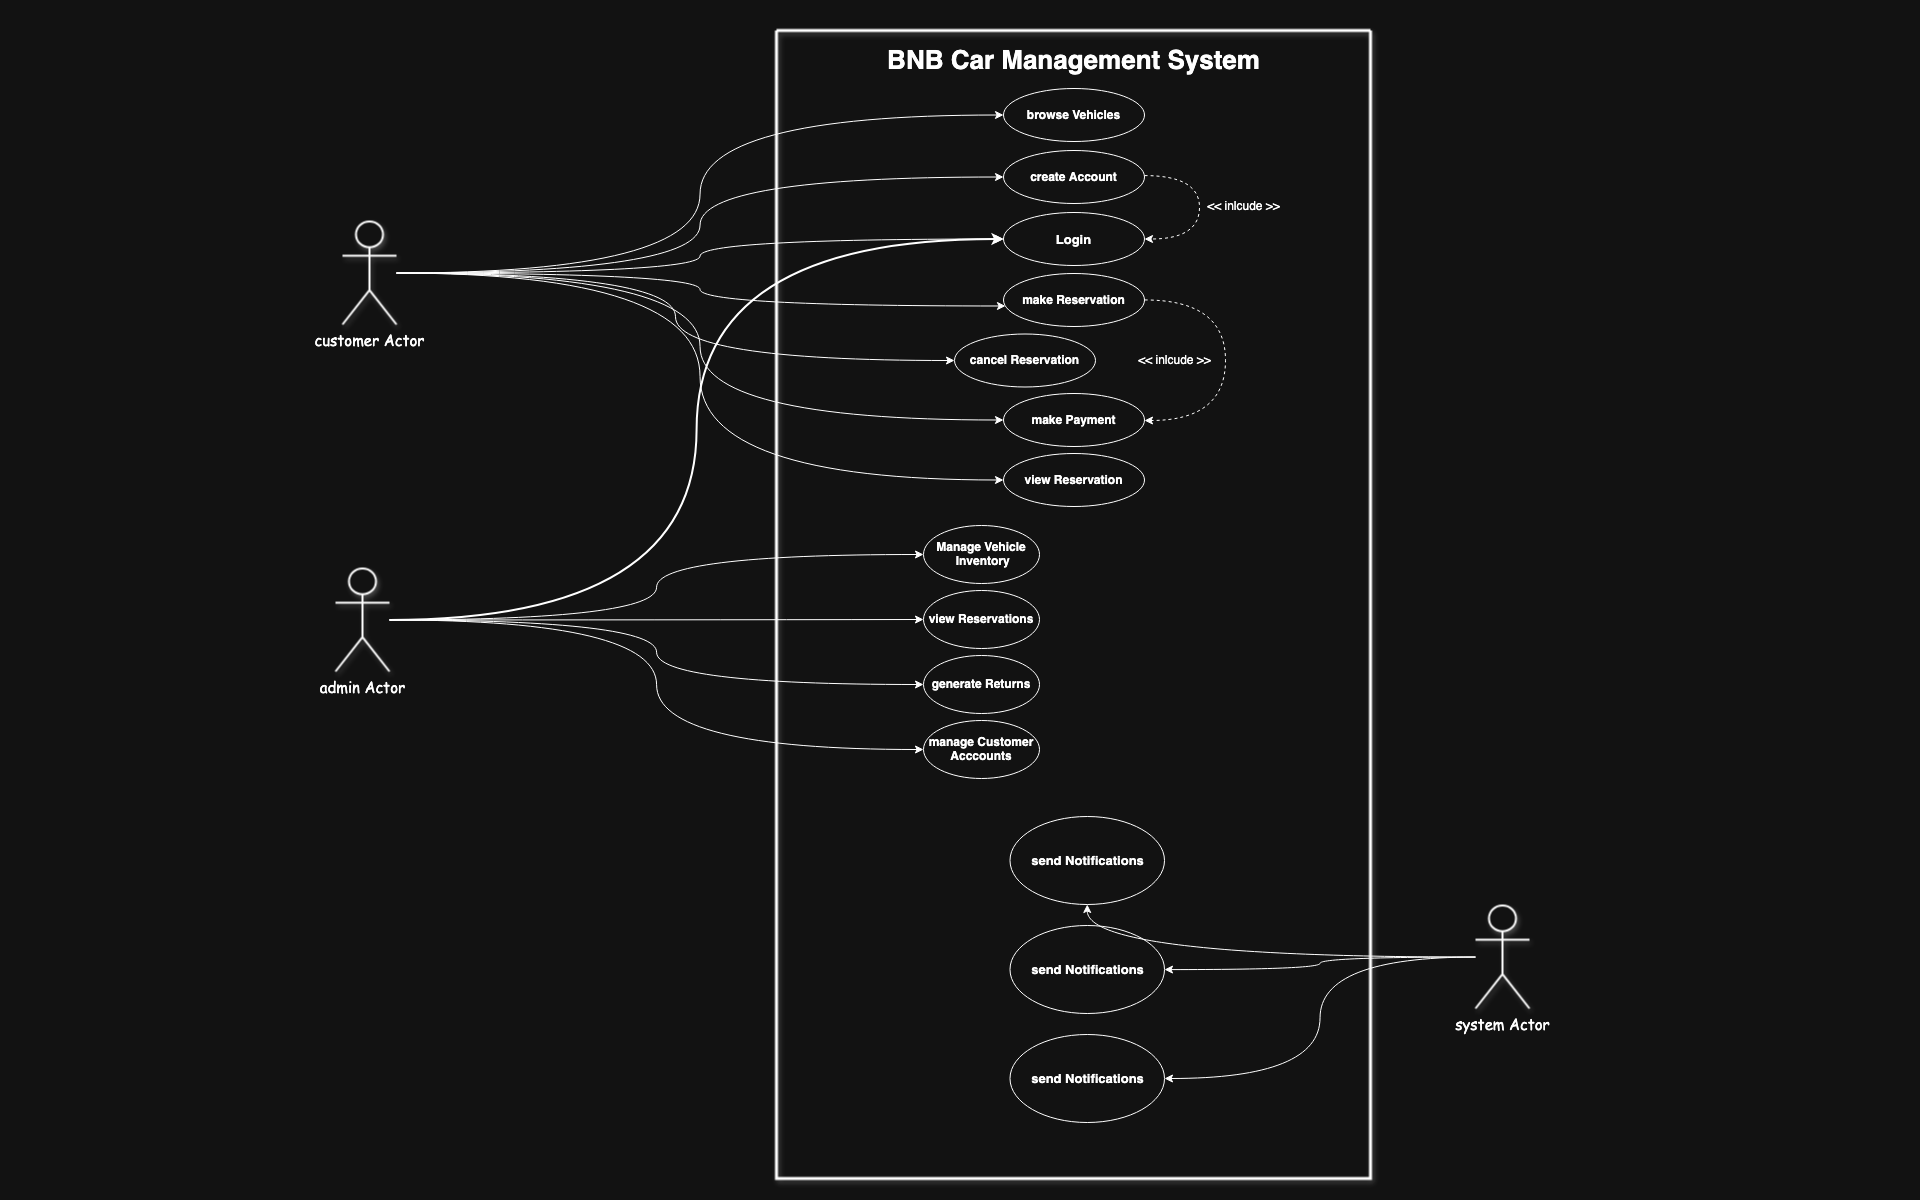 BNB Car Management System
browse Vehicles
create Account
<< inlcude >>
Login
make Reservation
cancel Reservation
<< inlcude >>
make Payment
view Reservation
customer Actor
Manage Vehicle
Inventory
view Reservations
generate Returns
manage Customer
Acccounts
admin Actor
send Notifications
send Notifications
send Notifications
system Actor